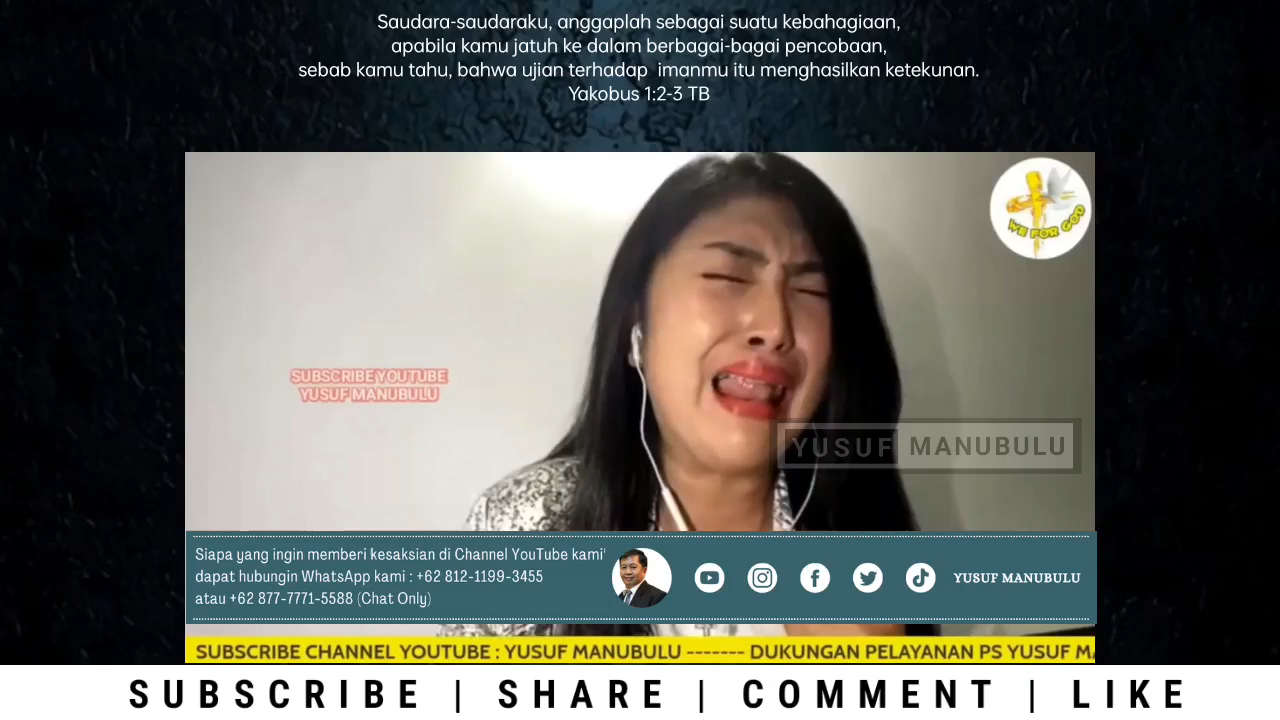 Saudara-saudaraku, anggaplah sebagai suatu kebahagiaan,
apabila kamu jatuh ke dalam berbagai-bagai pencobaan,
sebab kamu tahu, bahwa ujian terhadap  imanmu itu menghasilkan ketekunan.
Yakobus 1:2-3 TB
WE FOR GOD
SUBSCRIBE YOUTUBE
YUSUF MANUBULU
YUSUF MANUBULU
Siapa yang ingin memberi kesaksian di Channel YouTube kami'
dapat hubungin WhatsApp kami : +62 812-1199-3455
atau +62 877-7771-5588 (Chat Only)
YUSUF MANUBULU
SUBSCRIBE CHANNEL YOUTUBE : YUSUF MANUBULU ------- DUKUNGAN PELAYANAN PS YUSUF
SUBSCRIBE | SHARE | COMMENT | LIKE